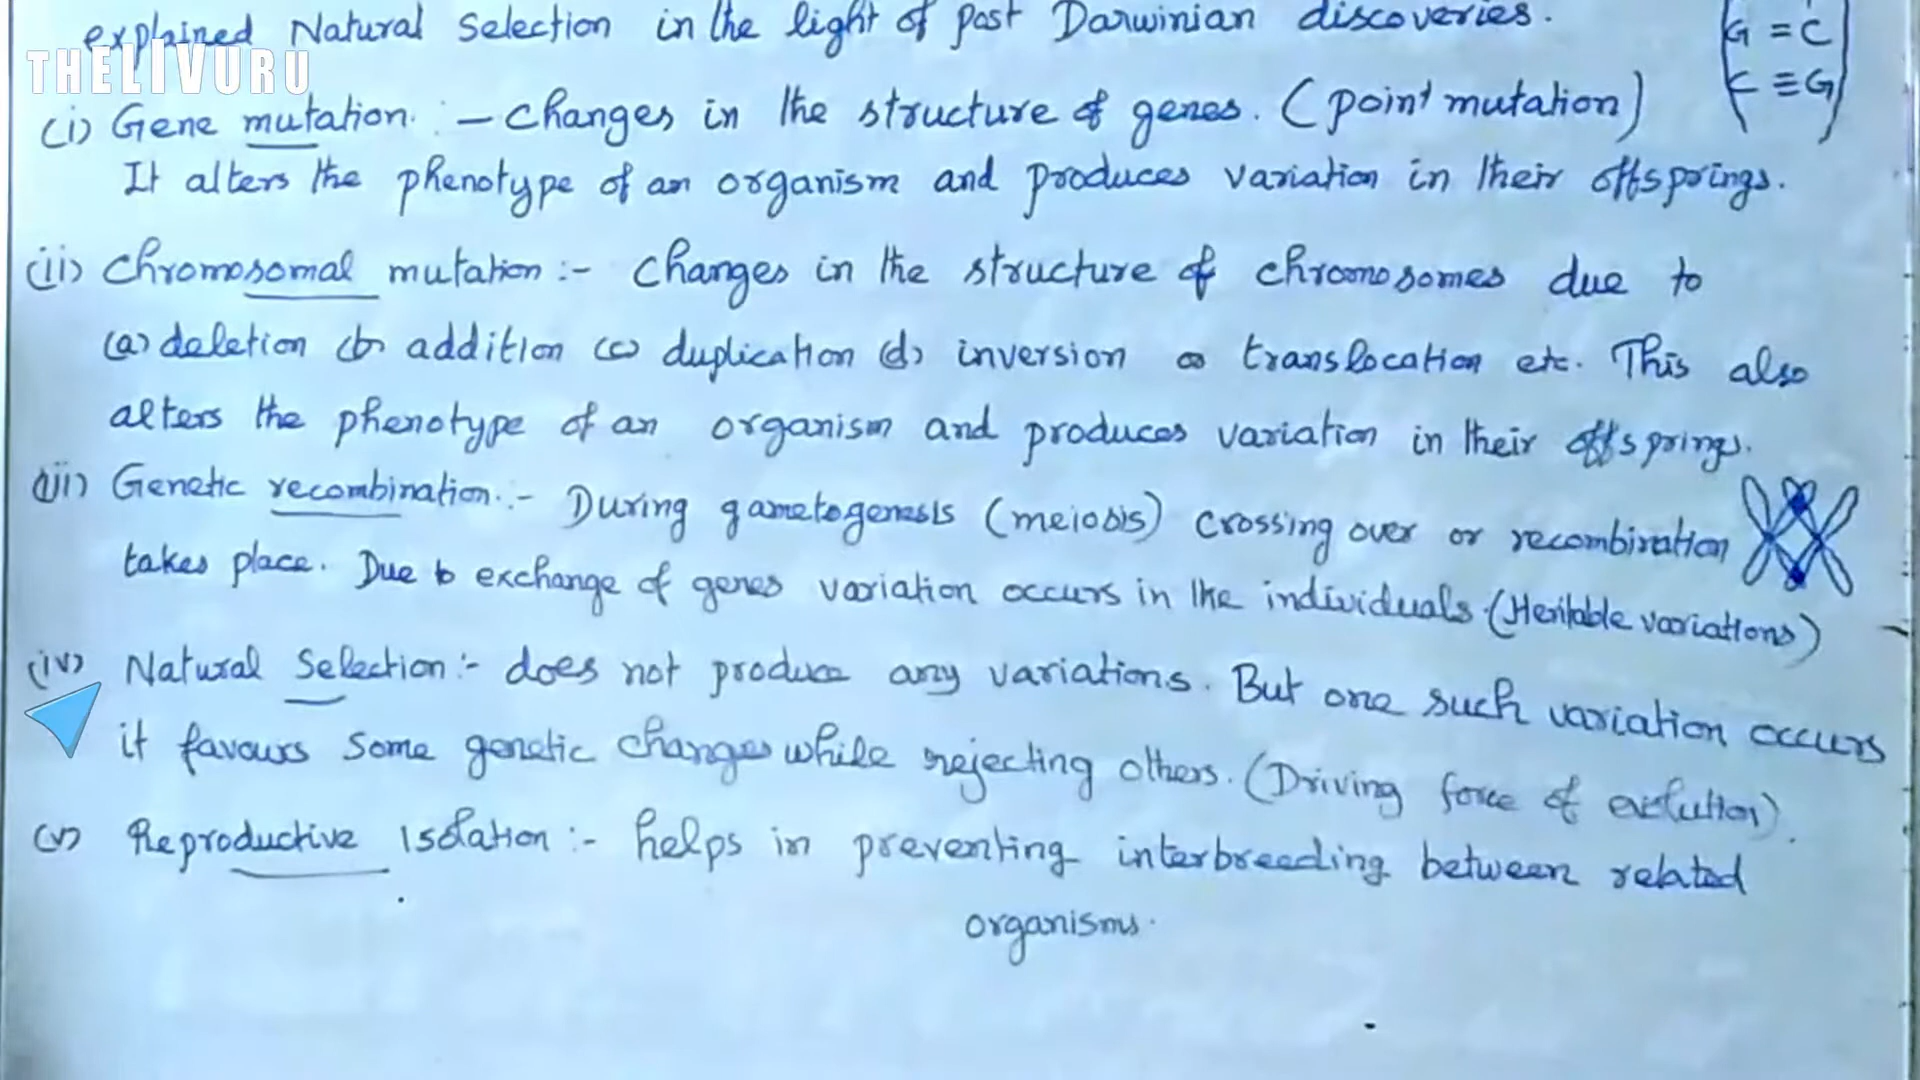 explained Natural Selection in the light of post Darwinian discoveries.
G = C
C ≡ G
THELIVURU
(i) Gene mutation :- changes in the structure of genes. (point mutation)
It alters the phenotype of an organism and produces variation in their offsprings.
(ii) Chromosomal mutation :- changes in the structure of chromosomes due to
(a) deletion (b) addition (c) duplication (d) inversion translocation etc. This also
alters the phenotype of an organism and produces variation in their offsprings.
(iii) Genetic recombination :- During gametogenesis (meiosis) crossing over or recombination
takes place. Due to exchange of genes variation occurs in the individuals (Heritable variations)
(iv) Natural Selection :- does not produce any variations. But one such variation occurs
it favours some genetic changes while rejecting others. (Driving force of evolution).
(v) Reproductive Isolation :- helps in preventing interbreeding between related
organisms.